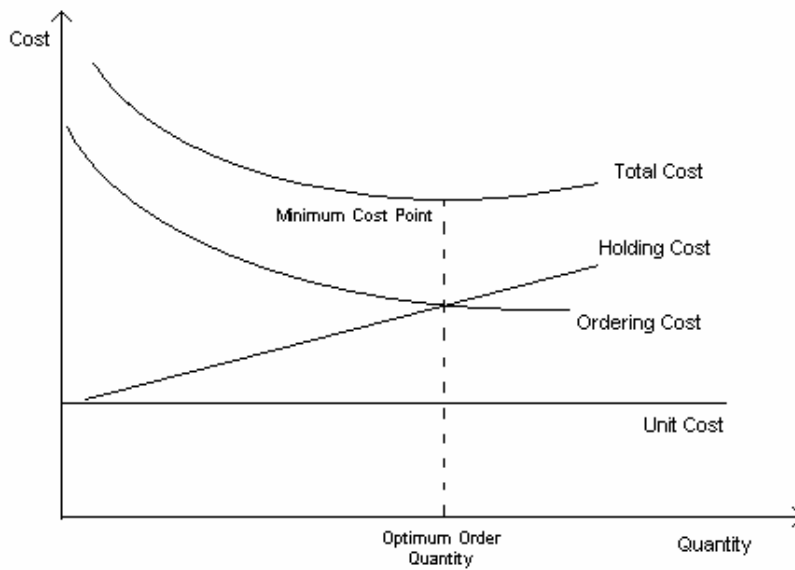 Cost
Total Cost
Minimum Cost Point
Holding Cost
Ordering Cost
Unit Cost
Optimum Order
Quantity
Quantity